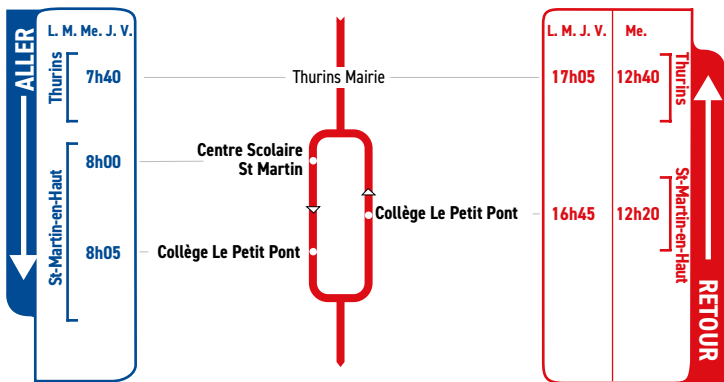 ALLER
L. M. Me. J. V.
Thurins
7h40
St-Martin-en-Haut
8h00
8h05
Thurins Mairie
Centre Scolaire
St Martin
Collège Le Petit Pont
Collège Le Petit Pont
L. M. J. V.
Me.
17h05
12h40
Thurins
16h45
12h20
St-Martin-en-Haut
RETOUR